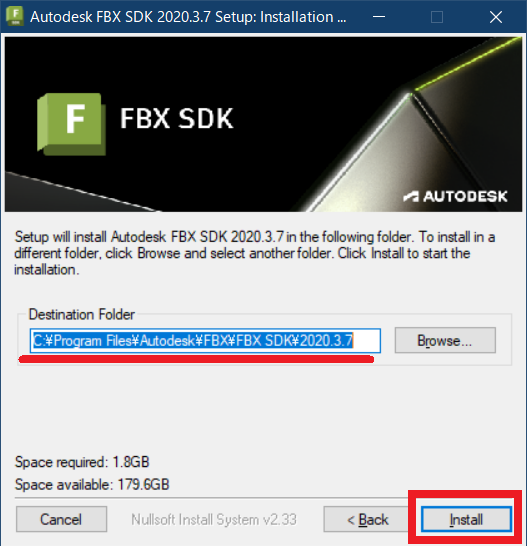 Autodesk FBX SDK 2020.3.7 Setup: Installation ...
F
FBX SDK
AUTODESK
Setup will install Autodesk FBX SDK 2020.3.7 in the following folder. To install in a
different folder, click Browse and select another folder. Click Install to start the
installation.
Destination Folder
C:¥Program Files¥Autodesk¥FBX¥FBX SDK¥2020.3.7
Browse...
Space required: 1.8GB
Space available: 179.6GB
Cancel
Nullsoft Install System v2.33
< Back
Install